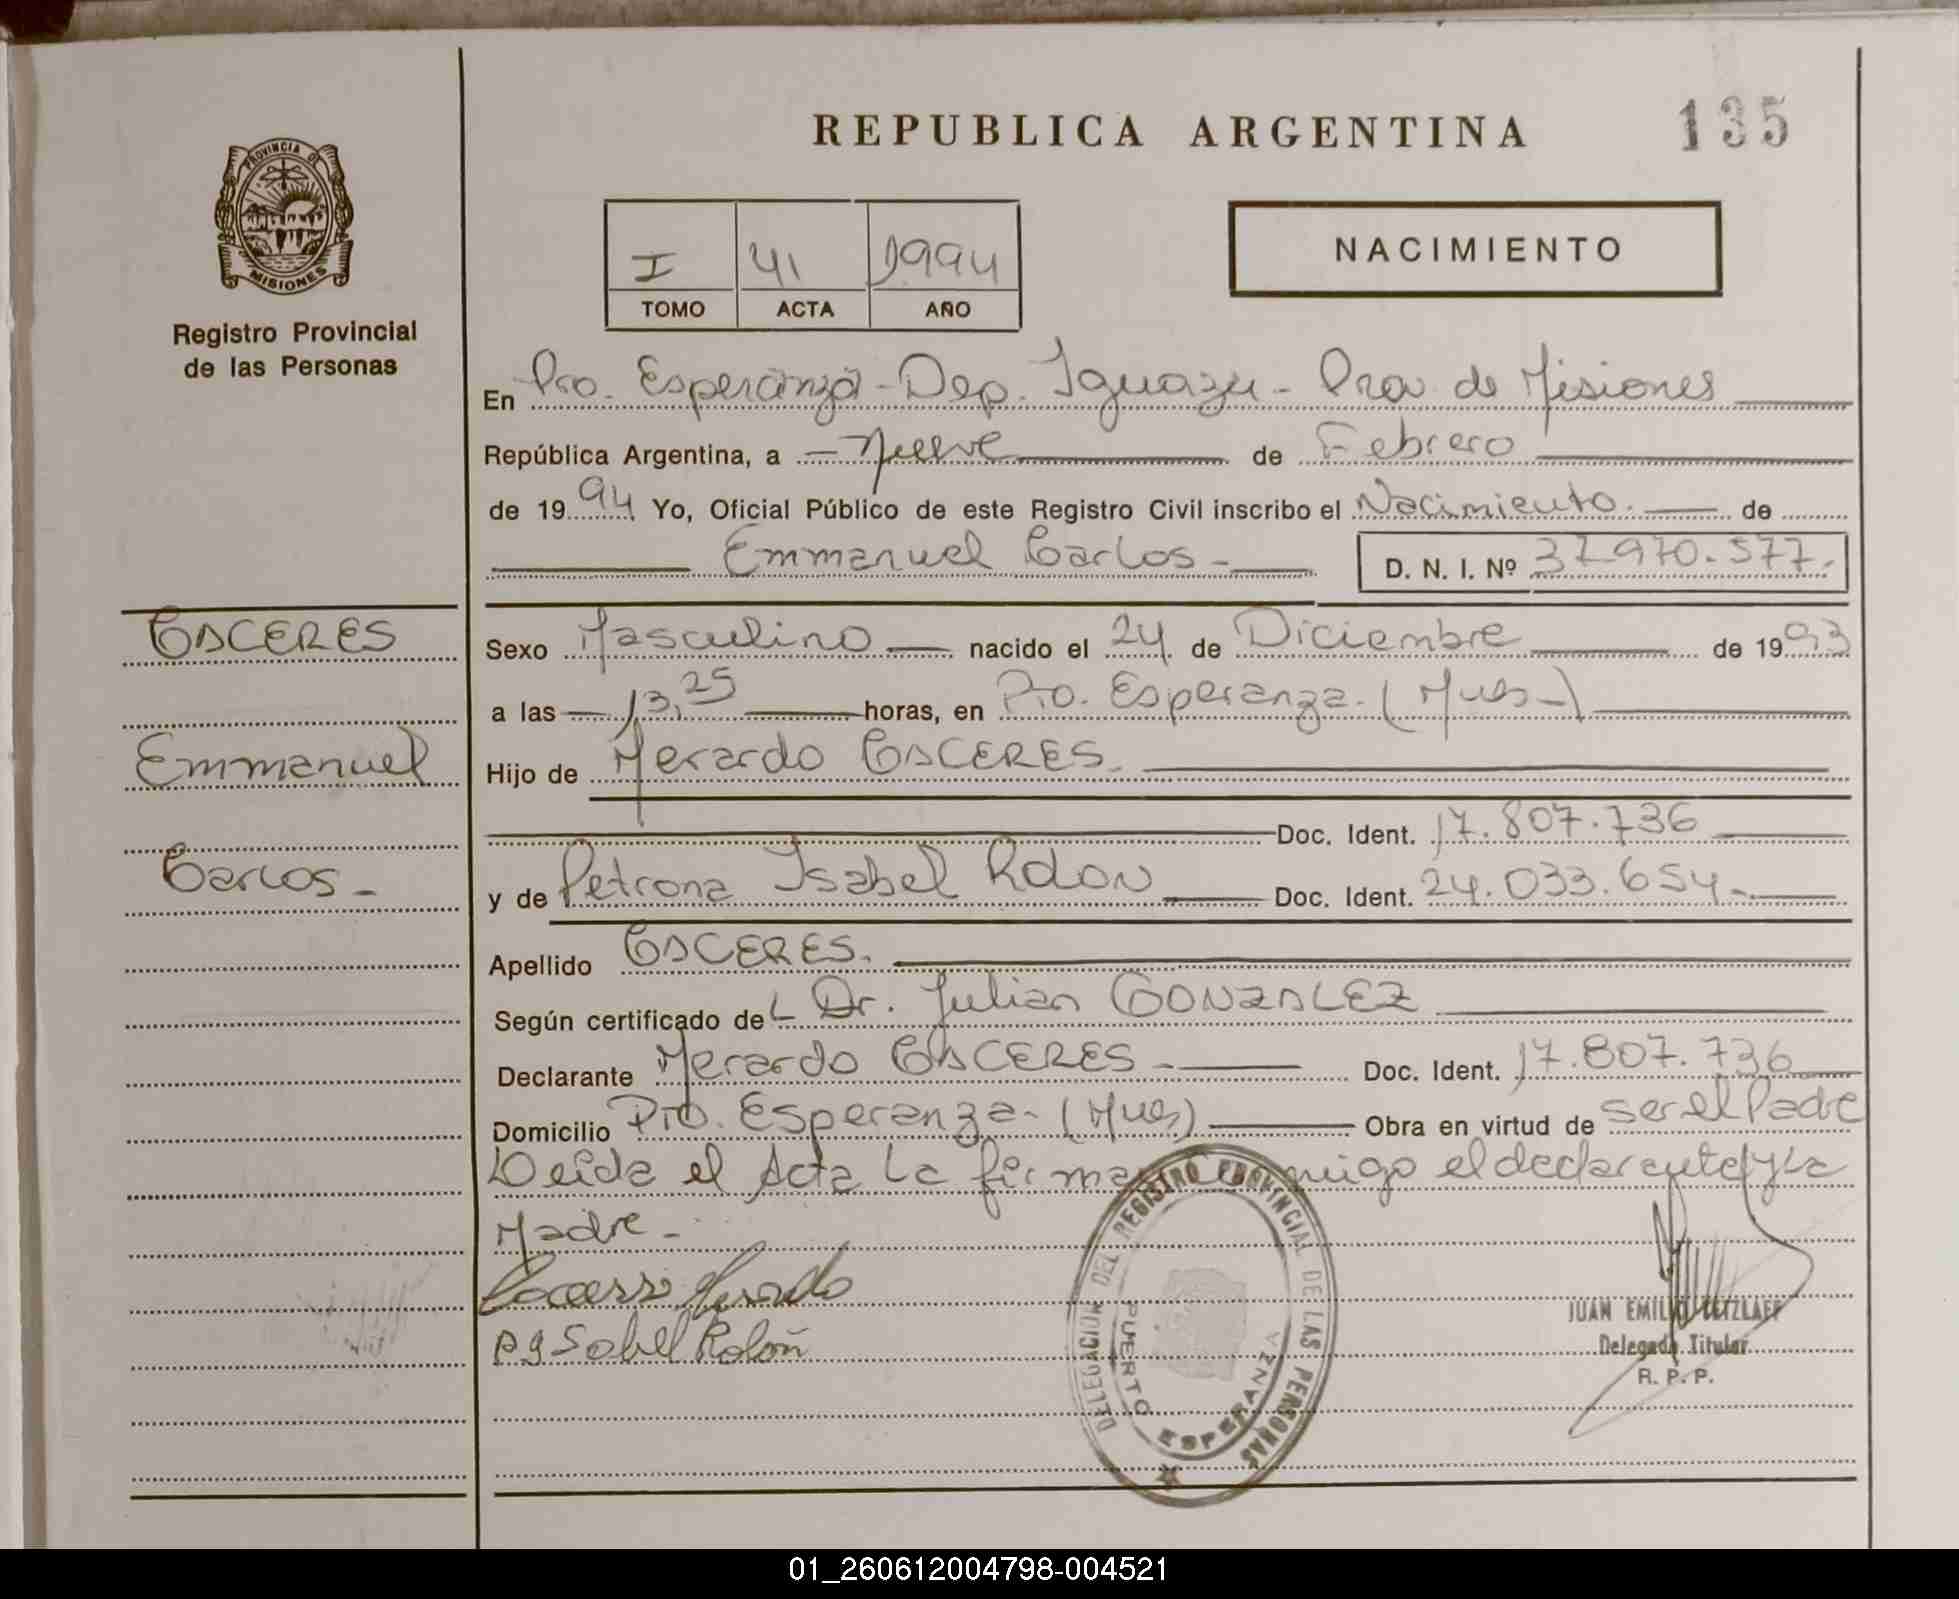 REPUBLICA ARGENTINA
135
PROVINCIA DE
MISIONES
Registro Provincial
de las Personas
I 41 1994
TOMO ACTA AÑO
NACIMIENTO
En Pto. Esperanza - Dep. Iguazu - Prov. de Misiones
República Argentina, a - Nueve de Febrero
de 1994 Yo, Oficial Público de este Registro Civil inscribo el Nacimiento. de
Emmanuel Carlos - D. N. I. Nº 37.970.577.
CACERES
Emmanuel
Carlos -
Sexo Masculino nacido el 24 de Diciembre de 1993
a las 13,25 horas, en Pto. Esperanza. (Mnes-)
Hijo de Merardo CACERES.
Doc. Ident. 17.807.736
y de Petrona Isabel Rolon Doc. Ident. 24.033.654-
Apellido CACERES.
Según certificado del Dr. Julian GONZALEZ
Declarante Merardo CACERES - Doc. Ident. 17.807.736
Domicilio Pto. Esperanza - (Mnes) Obra en virtud de ser el Padre
Leida el Acta la firma conmigo el declarante y la
Madre -
Caceres Merardo
P Isabel Rolon
DELEGACION DEL REGISTRO PROVINCIAL DE LAS PERSONAS
PUERTO ESPERANZA
JUAN EMILIO
Delegado Titular
R. P. P.
01_260612004798-004521